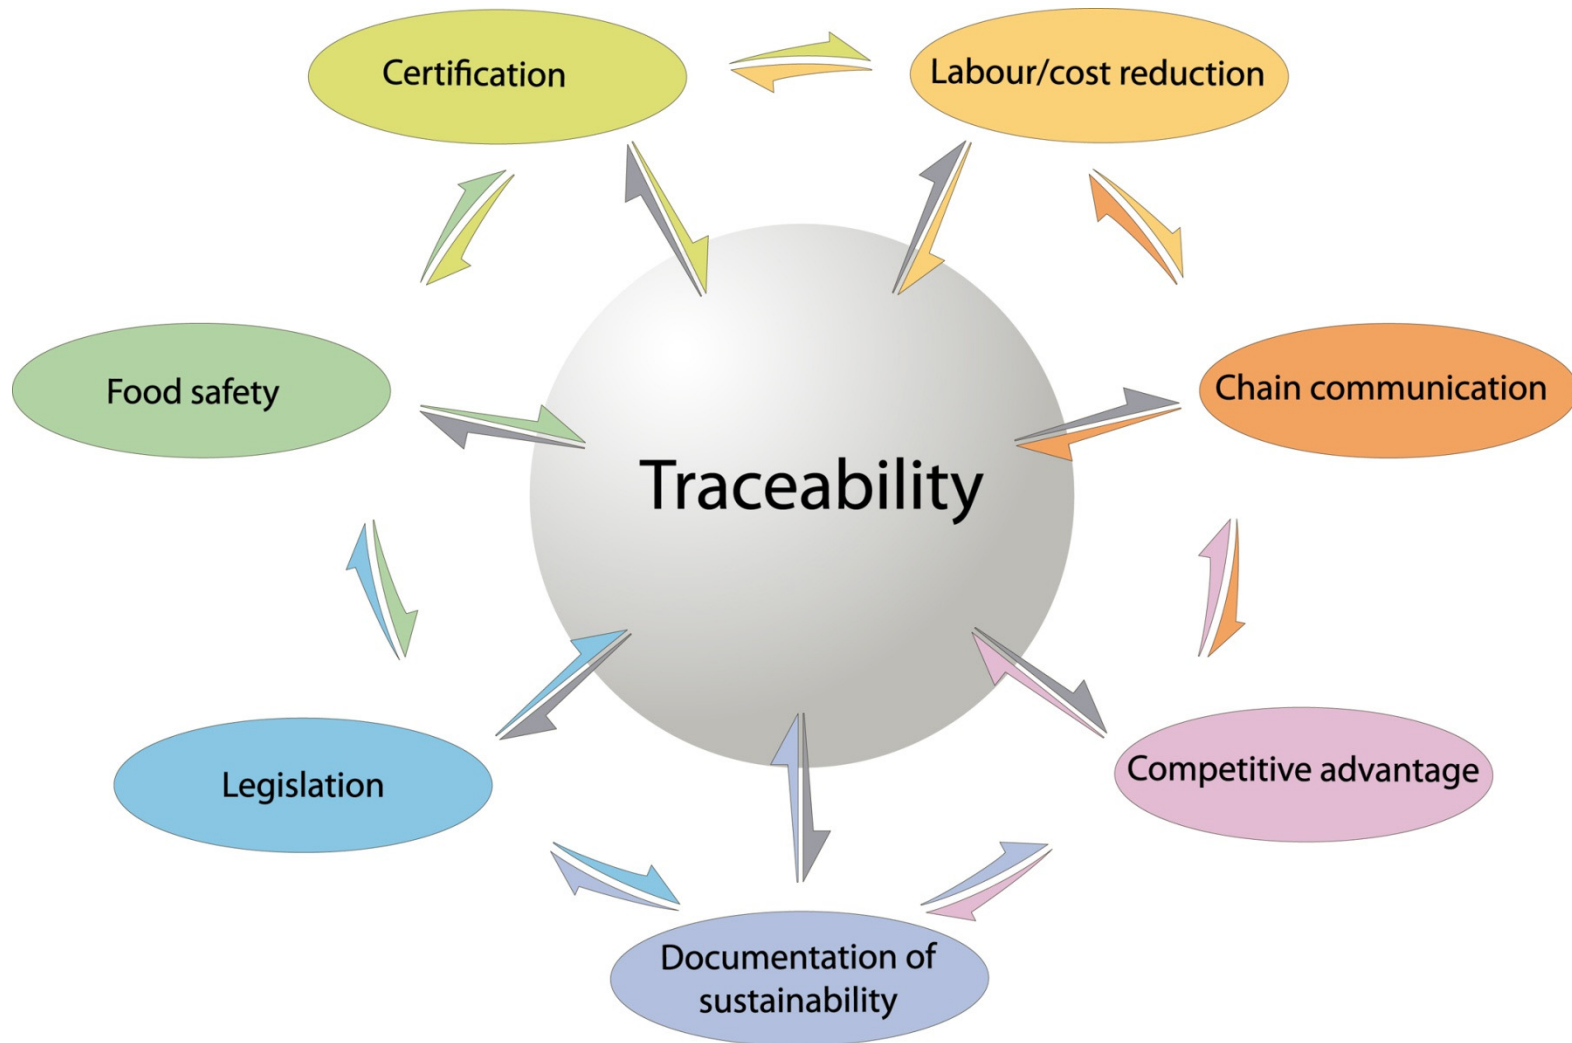 Certification
Labour/cost reduction
Food safety
Chain communication
Traceability
Legislation
Competitive advantage
Documentation of
sustainability